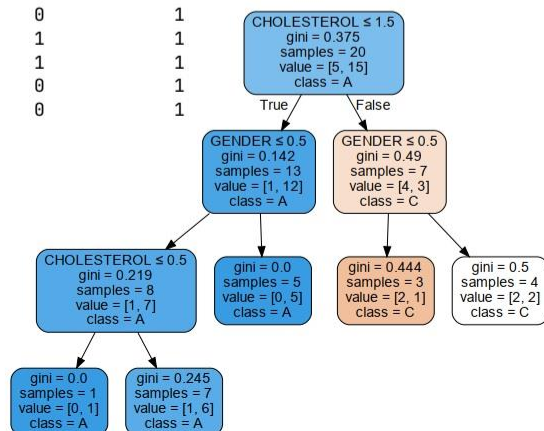 0 1
1 1
1 1
0 1
0 1
CHOLESTEROL ≤ 1.5
gini = 0.375
samples = 20
value = [5, 15]
class = A
True
False
GENDER ≤ 0.5
gini = 0.142
samples = 13
value = [1, 12]
class = A
GENDER ≤ 0.5
gini = 0.49
samples = 7
value = [4, 3]
class = C
CHOLESTEROL ≤ 0.5
gini = 0.219
samples = 8
value = [1, 7]
class = A
gini = 0.0
samples = 5
value = [0, 5]
class = A
gini = 0.444
samples = 3
value = [2, 1]
class = C
gini = 0.5
samples = 4
value = [2, 2]
class = C
gini = 0.0
samples = 1
value = [0, 1]
class = A
gini = 0.245
samples = 7
value = [1, 6]
class = A